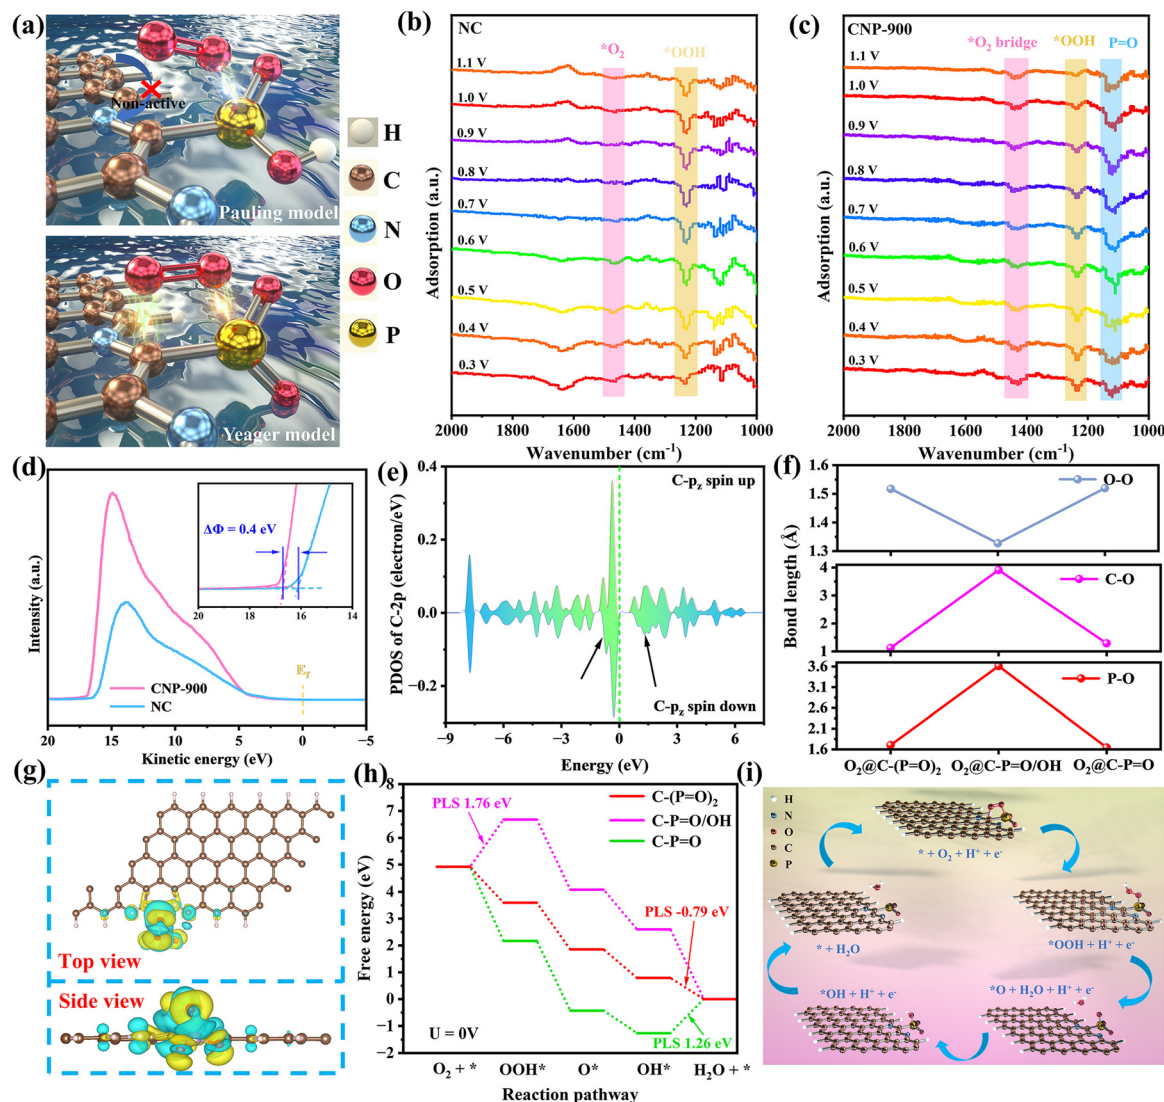 (a)
Non-active
Pauling model
Yeager model
H
C
N
O
P
(b)
NC
*O2
*OOH
1.1 V
1.0 V
0.9 V
0.8 V
0.7 V
0.6 V
0.5 V
0.4 V
0.3 V
Adsorption (a.u.)
2000 1800 1600 1400 1200 1000
Wavenumber (cm-1)
(c)
CNP-900
*O2 bridge
*OOH
P=O
1.1 V
1.0 V
0.9 V
0.8 V
0.7 V
0.6 V
0.5 V
0.4 V
0.3 V
Adsorption (a.u.)
2000 1800 1600 1400 1200 1000
Wavenumber (cm-1)
(d)
Intensity (a.u.)
ΔΦ = 0.4 eV
20 18 16 14
Ef
CNP-900
NC
20 15 10 5 0 -5
Kinetic energy (eV)
(e)
PDOS of C-2p (electron/eV)
0.4
0.2
0.0
-0.2
C-pz spin up
C-pz spin down
-9 -6 -3 0 3 6
Energy (eV)
(f)
Bond length (Å)
1.6
1.5
1.4
1.3
O-O
4
3
2
1
C-O
3.6
3.1
2.6
2.1
1.6
P-O
O2@C-(P=O)2 O2@C-P=O/OH O2@C-P=O
(g)
Top view
Side view
(h)
Free energy (eV)
8
7
6
5
4
3
2
1
0
-1
-2
PLS 1.76 eV
C-(P=O)2
C-P=O/OH
C-P=O
PLS -0.79 eV
PLS 1.26 eV
U = 0V
O2 + * OOH* O* OH* H2O + *
Reaction pathway
(i)
H
N
O
C
P
* + O2 + H+ + e-
*OOH + H+ + e-
*O + H2O + H+ + e-
*OH + H+ + e-
* + H2O